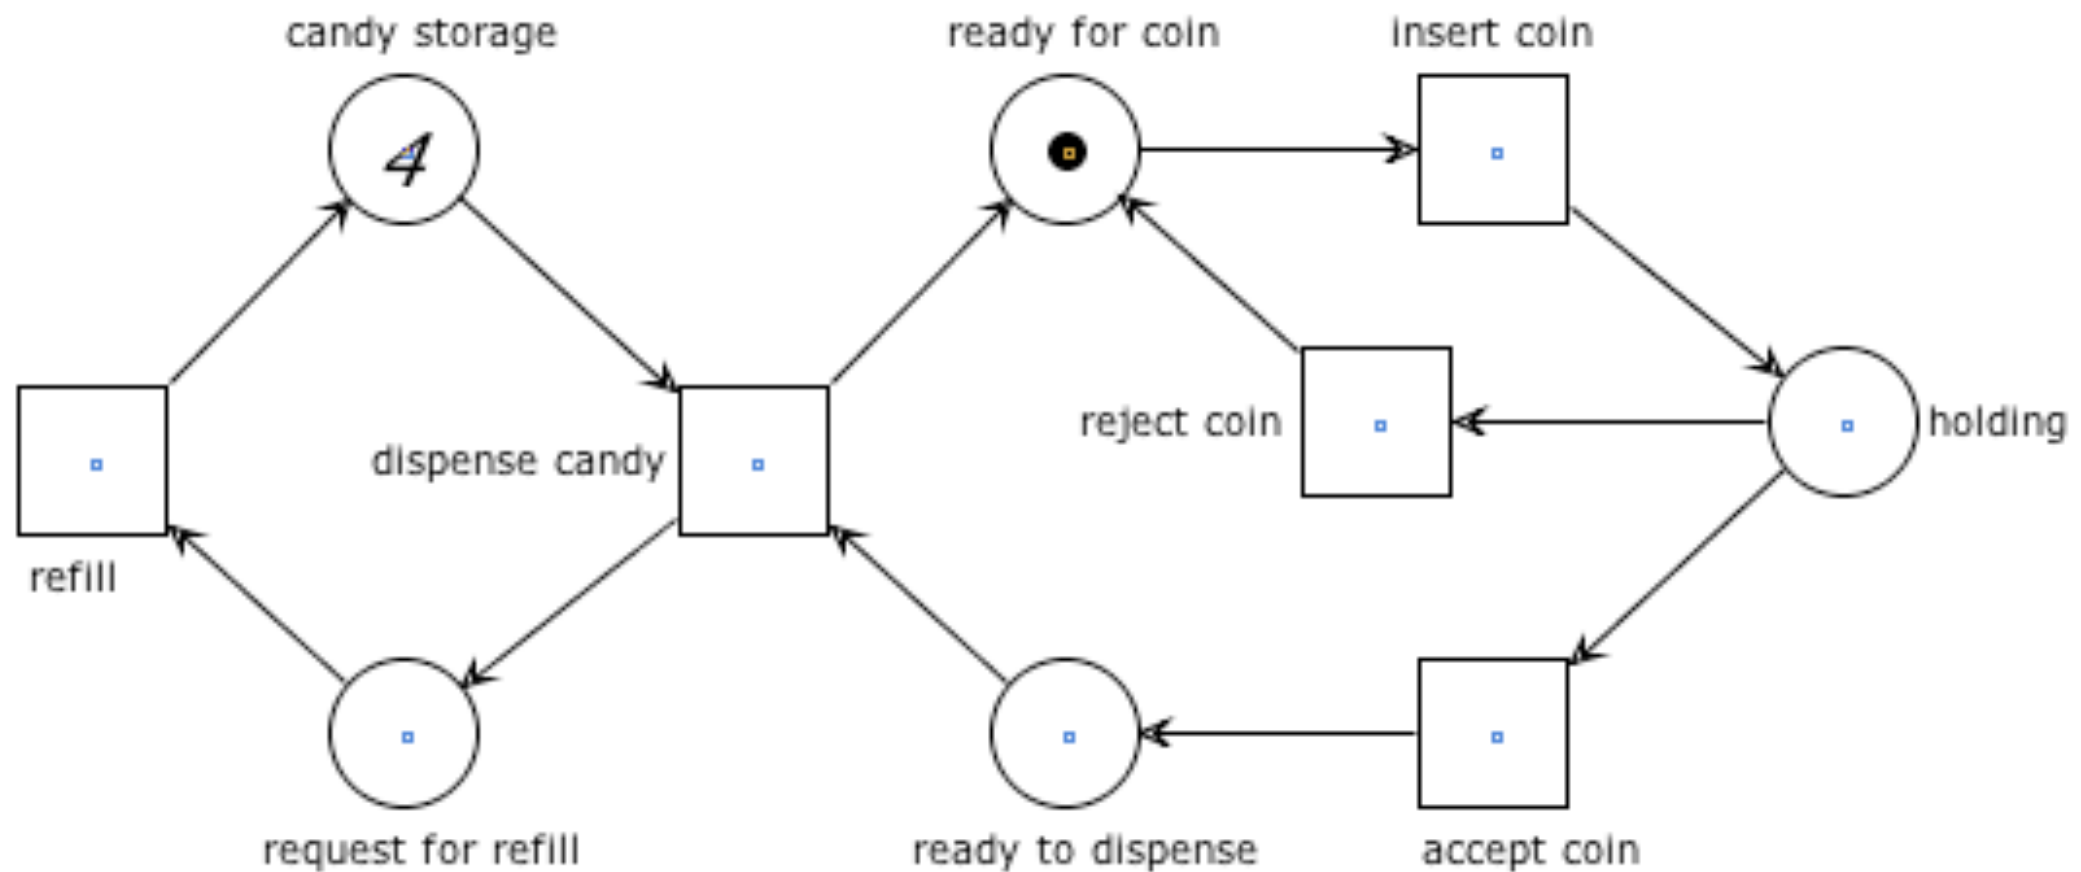 candy storage
ready for coin
insert coin
4
reject coin
holding
dispense candy
refill
request for refill
ready to dispense
accept coin